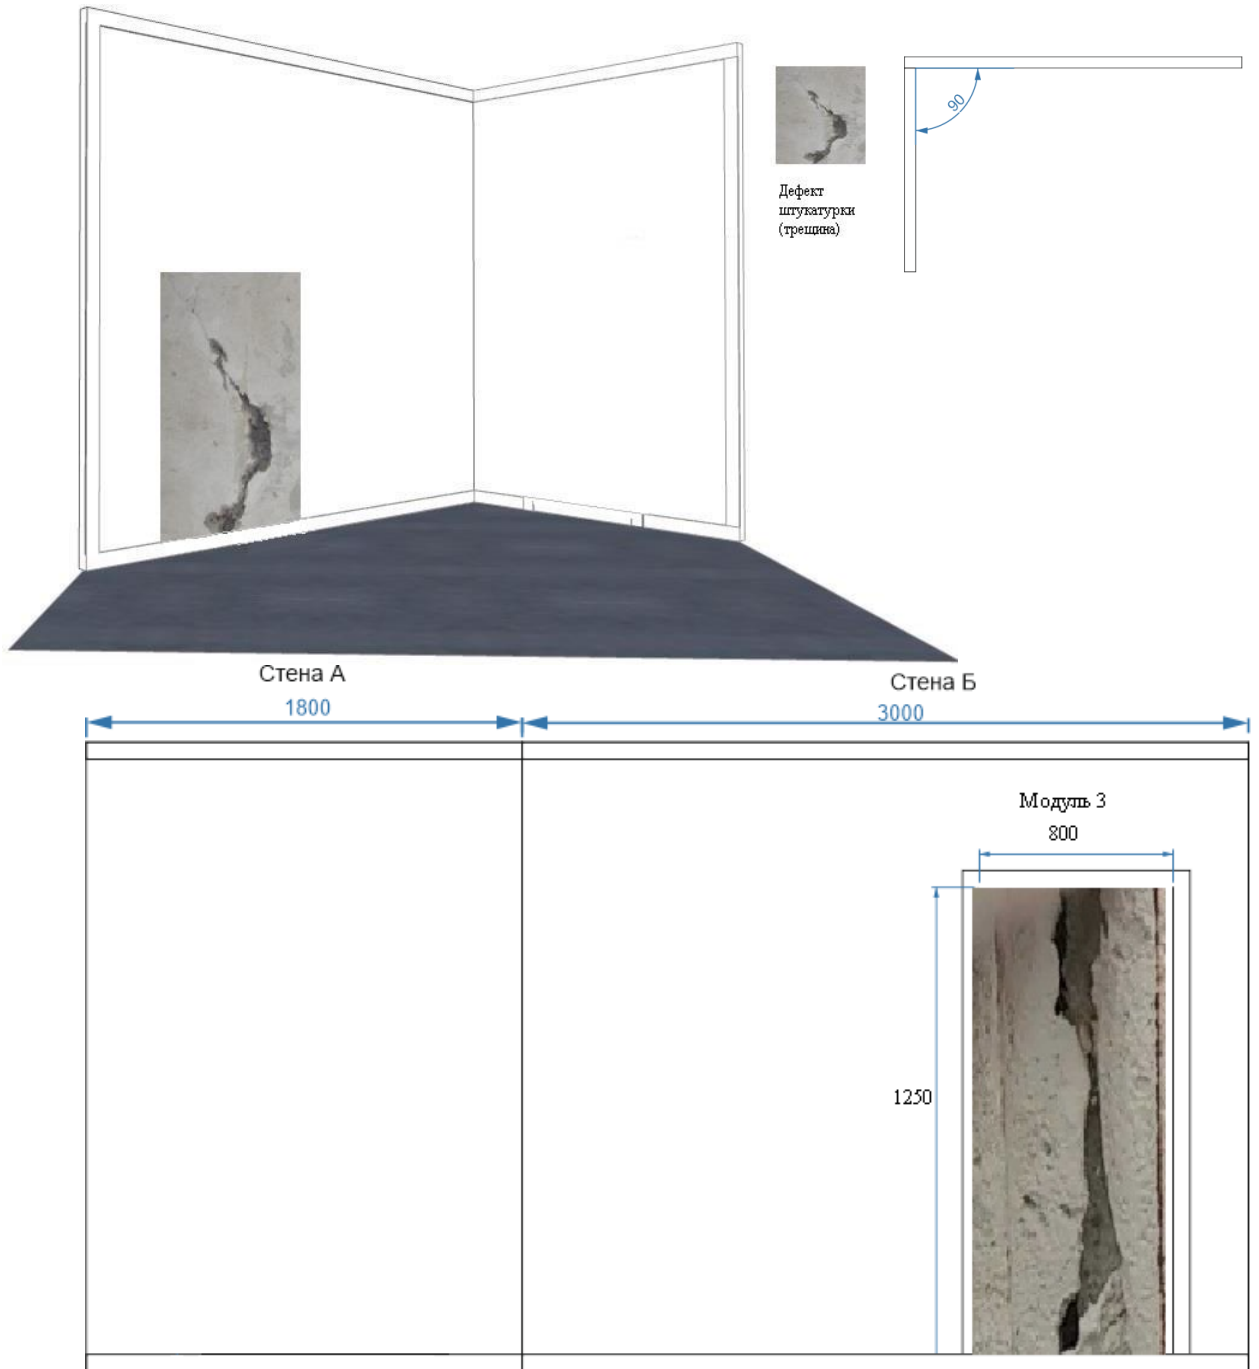 90
Дефект
штукатурки
(трещина)
Стена А
Стена Б
1800
3000
Модуль 3
800
1250